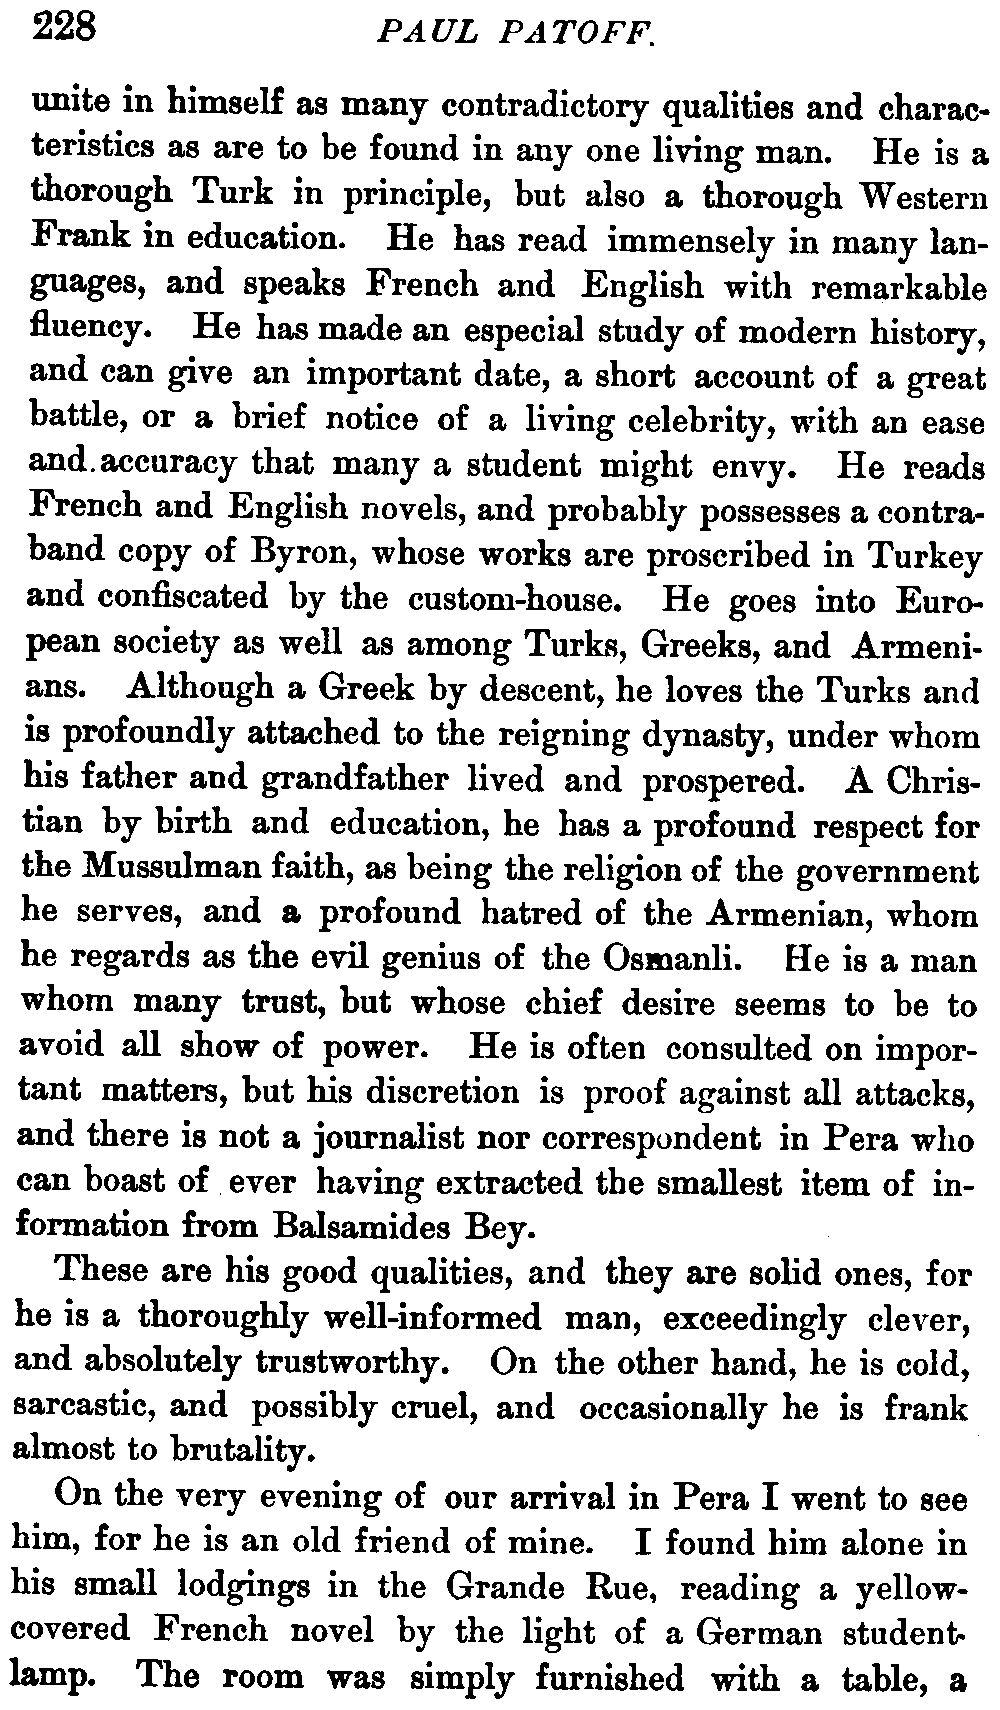 228 PAUL PATOFF.
unite in himself as many contradictory qualities and charac-
teristics as are to be found in any one living man. He is a
thorough Turk in principle, but also a thorough Western
Frank in education. He has read immensely in many lan-
guages, and speaks French and English with remarkable
fluency. He has made an especial study of modern history,
and can give an important date, a short account of a great
battle, or a brief notice of a living celebrity, with an ease
and accuracy that many a student might envy. He reads
French and English novels, and probably possesses a contra-
band copy of Byron, whose works are proscribed in Turkey
and confiscated by the custom-house. He goes into Euro-
pean society as well as among Turks, Greeks, and Armeni-
ans. Although a Greek by descent, he loves the Turks and
is profoundly attached to the reigning dynasty, under whom
his father and grandfather lived and prospered. A Chris-
tian by birth and education, he has a profound respect for
the Mussulman faith, as being the religion of the government
he serves, and a profound hatred of the Armenian, whom
he regards as the evil genius of the Osmanli. He is a man
whom many trust, but whose chief desire seems to be to
avoid all show of power. He is often consulted on impor-
tant matters, but his discretion is proof against all attacks,
and there is not a journalist nor correspondent in Pera who
can boast of ever having extracted the smallest item of in-
formation from Balsamides Bey.
These are his good qualities, and they are solid ones, for
he is a thoroughly well-informed man, exceedingly clever,
and absolutely trustworthy. On the other hand, he is cold,
sarcastic, and possibly cruel, and occasionally he is frank
almost to brutality.
On the very evening of our arrival in Pera I went to see
him, for he is an old friend of mine. I found him alone in
his small lodgings in the Grande Rue, reading a yellow-
covered French novel by the light of a German student-
lamp. The room was simply furnished with a table, a